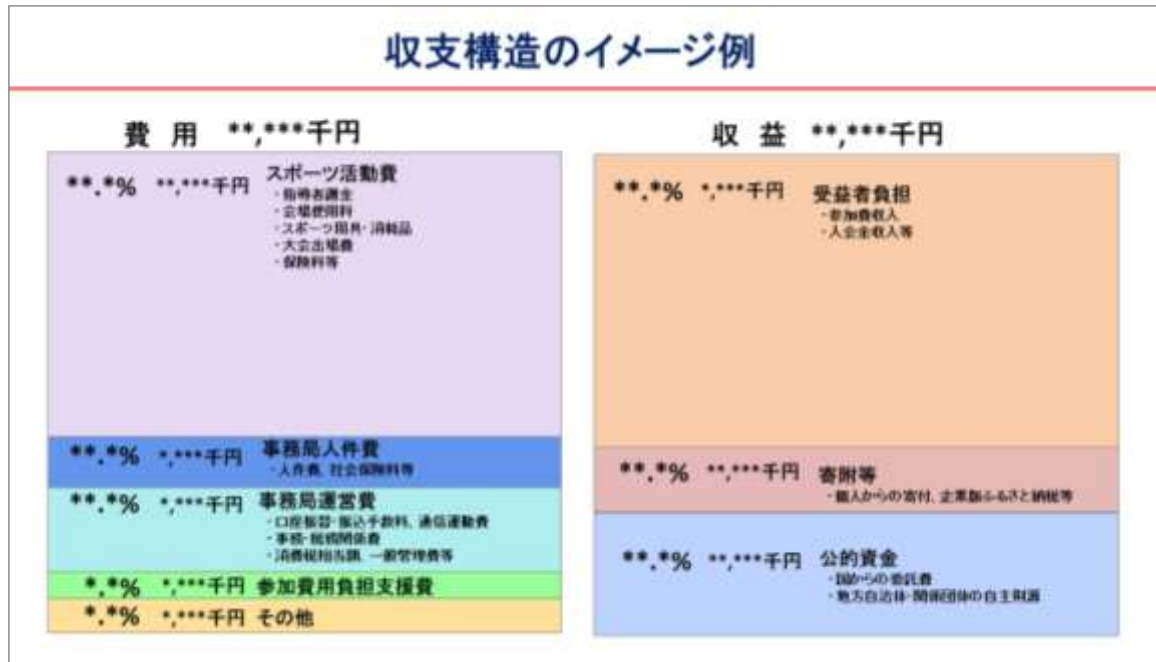 収支構造のイメージ例
費 用 **,***千円
**.*% **,***千円 スポーツ活動費
・指導者謝金
・会場使用料
・スポーツ用具・消耗品
・大会出場費
・保険料等
**.*% *,***千円 事務局人件費
・人件費、社会保険料等
**.*% *,***千円 事務局運営費
・口座振替・振込手数料、通信運動費
・事務・総務関係費
・消費税担当額、一般管理費等
*.*% *,***千円 参加費用負担支援費
*.*% *,***千円 その他
収 益 **,***千円
**.*% *,***千円 受益者負担
・参加費収入
・入会金収入等
**.*% **,***千円 寄附等
・個人からの寄付、企業版ふるさと納税等
**.*% **,***千円 公的資金
・国からの委託費
・地方自治体・関係団体の自主財源